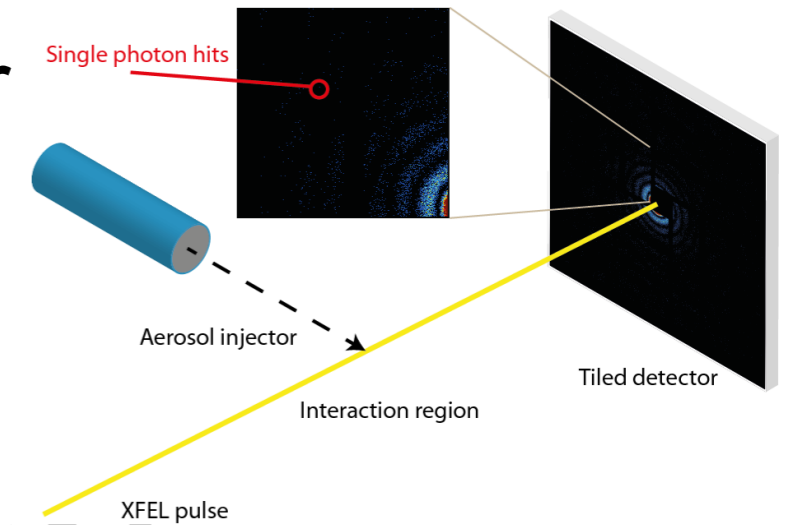 Single photon hits
Aerosol injector
Tiled detector
Interaction region
XFEL pulse